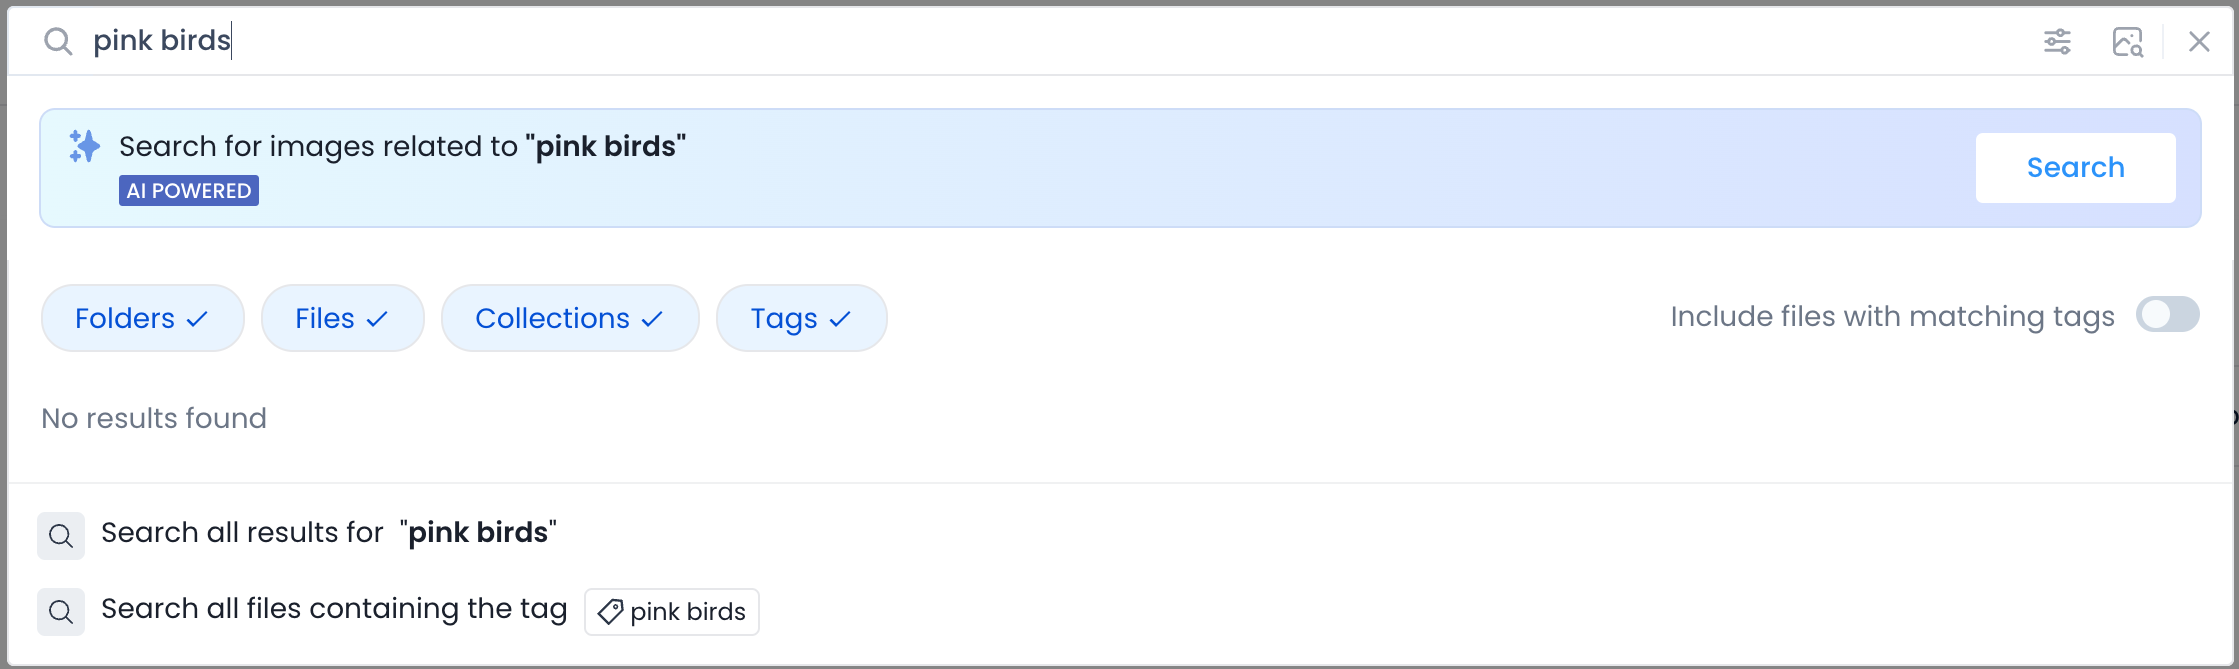 pink birds
Search for images related to "pink birds"
Search
AI POWERED
Folders
Files
Collections
Tags
Include files with matching tags
No results found
Search all results for "pink birds"
Search all files containing the tag pink birds